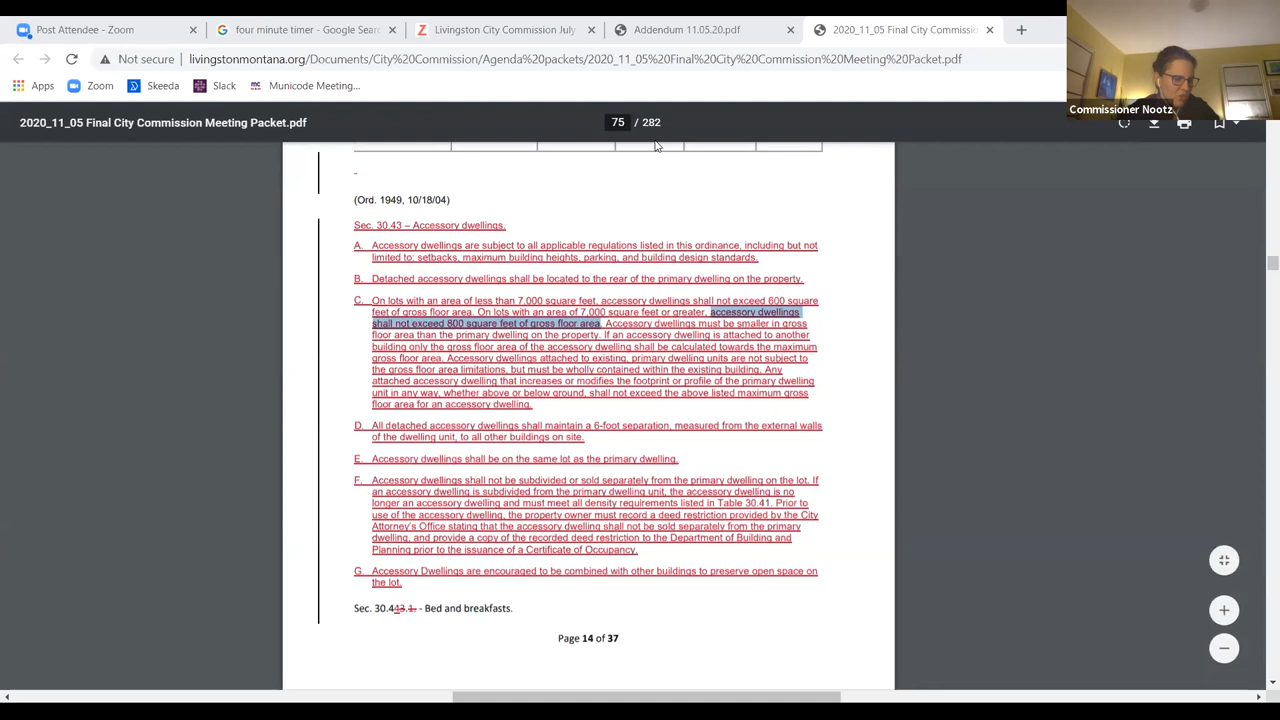 Post Attendee - Zoom
four minute timer - Google Sear
Livingston City Commission July
Addendum 11.05.20.pdf
2020_11_05 Final City Commission
Not secure | livingstonmontana.org/Documents/City%20Commission/Agenda%20packets/2020_11_05%20Final%20City%20Commission%20Meeting%20Packet.pdf
Apps Zoom Skeeda Slack Municode Meeting...
Commissioner Nootz
2020_11_05 Final City Commission Meeting Packet.pdf
75 / 282
(Ord. 1949, 10/18/04)
Sec. 30.43 – Accessory dwellings.
A. Accessory dwellings are subject to all applicable regulations listed in this ordinance, including but not
limited to: setbacks, maximum building heights, parking, and building design standards.
B. Detached accessory dwellings shall be located to the rear of the primary dwelling on the property.
C. On lots with an area of less than 7,000 square feet, accessory dwellings shall not exceed 600 square
feet of gross floor area. On lots with an area of 7,000 square feet or greater, accessory dwellings
shall not exceed 800 square feet of gross floor area. Accessory dwellings must be smaller in gross
floor area than the primary dwelling on the property. If an accessory dwelling is attached to another
building only the gross floor area of the accessory dwelling shall be calculated towards the maximum
gross floor area. Accessory dwellings attached to existing, primary dwelling units are not subject to
the gross floor area limitations, but must be wholly contained within the existing building. Any
attached accessory dwelling that increases or modifies the footprint or profile of the primary dwelling
unit in any way, whether above or below ground, shall not exceed the above listed maximum gross
floor area for an accessory dwelling.
D. All detached accessory dwellings shall maintain a 6-foot separation, measured from the external walls
of the dwelling unit, to all other buildings on site.
E. Accessory dwellings shall be on the same lot as the primary dwelling.
F. Accessory dwellings shall not be subdivided or sold separately from the primary dwelling on the lot. If
an accessory dwelling is subdivided from the primary dwelling unit, the accessory dwelling is no
longer an accessory dwelling and must meet all density requirements listed in Table 30.41. Prior to
use of the accessory dwelling, the property owner must record a deed restriction provided by the City
Attorney's Office stating that the accessory dwelling shall not be sold separately from the primary
dwelling, and provide a copy of the recorded deed restriction to the Department of Building and
Planning prior to the issuance of a Certificate of Occupancy.
G. Accessory Dwellings are encouraged to be combined with other buildings to preserve open space on
the lot.
Sec. 30.443.1. - Bed and breakfasts.
Page 14 of 37